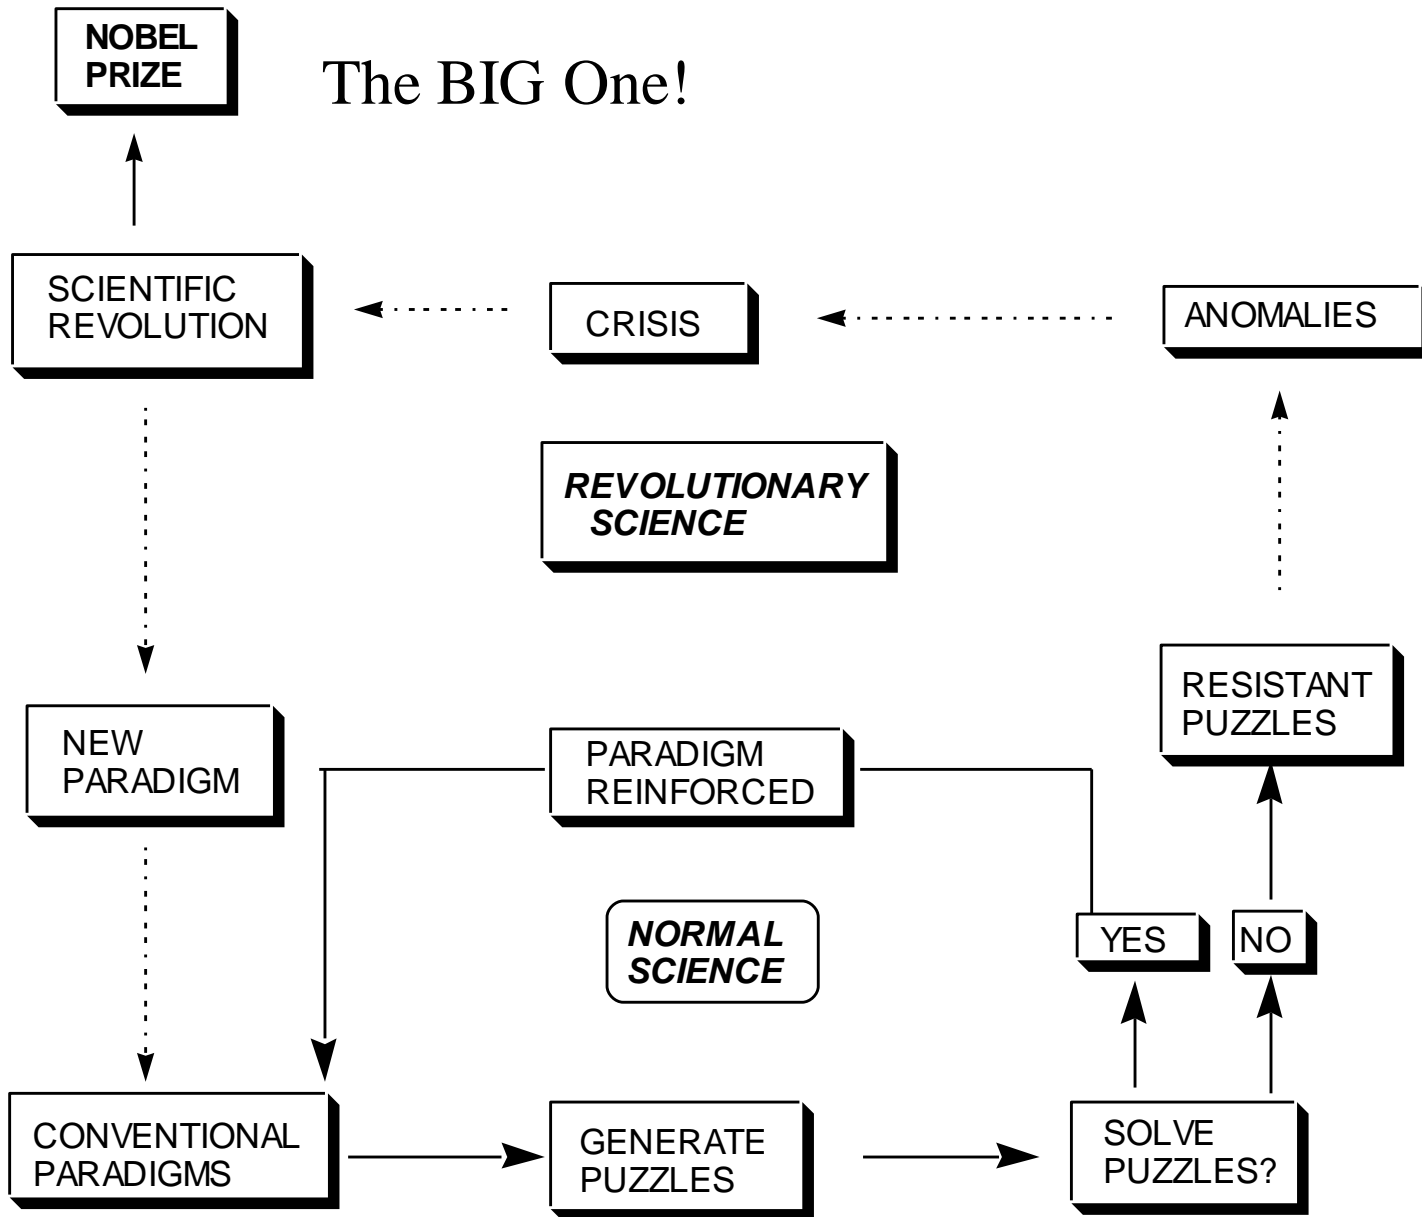 NOBEL
PRIZE
The BIG One!
SCIENTIFIC
REVOLUTION
CRISIS
ANOMALIES
REVOLUTIONARY
SCIENCE
NEW
PARADIGM
PARADIGM
REINFORCED
RESISTANT
PUZZLES
NORMAL
SCIENCE
YES
NO
CONVENTIONAL
PARADIGMS
GENERATE
PUZZLES
SOLVE
PUZZLES?